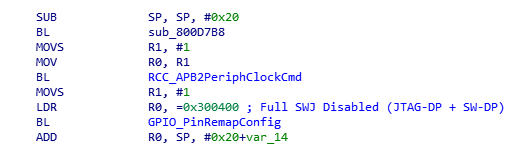 SUB SP, SP, #0x20
BL sub_800D7B8
MOVS R1, #1
MOV R0, R1
BL RCC_APB2PeriphClockCmd
MOVS R1, #1
LDR R0, =0x300400 ; Full SWJ Disabled (JTAG-DP + SW-DP)
BL GPIO_PinRemapConfig
ADD R0, SP, #0x20+var_14